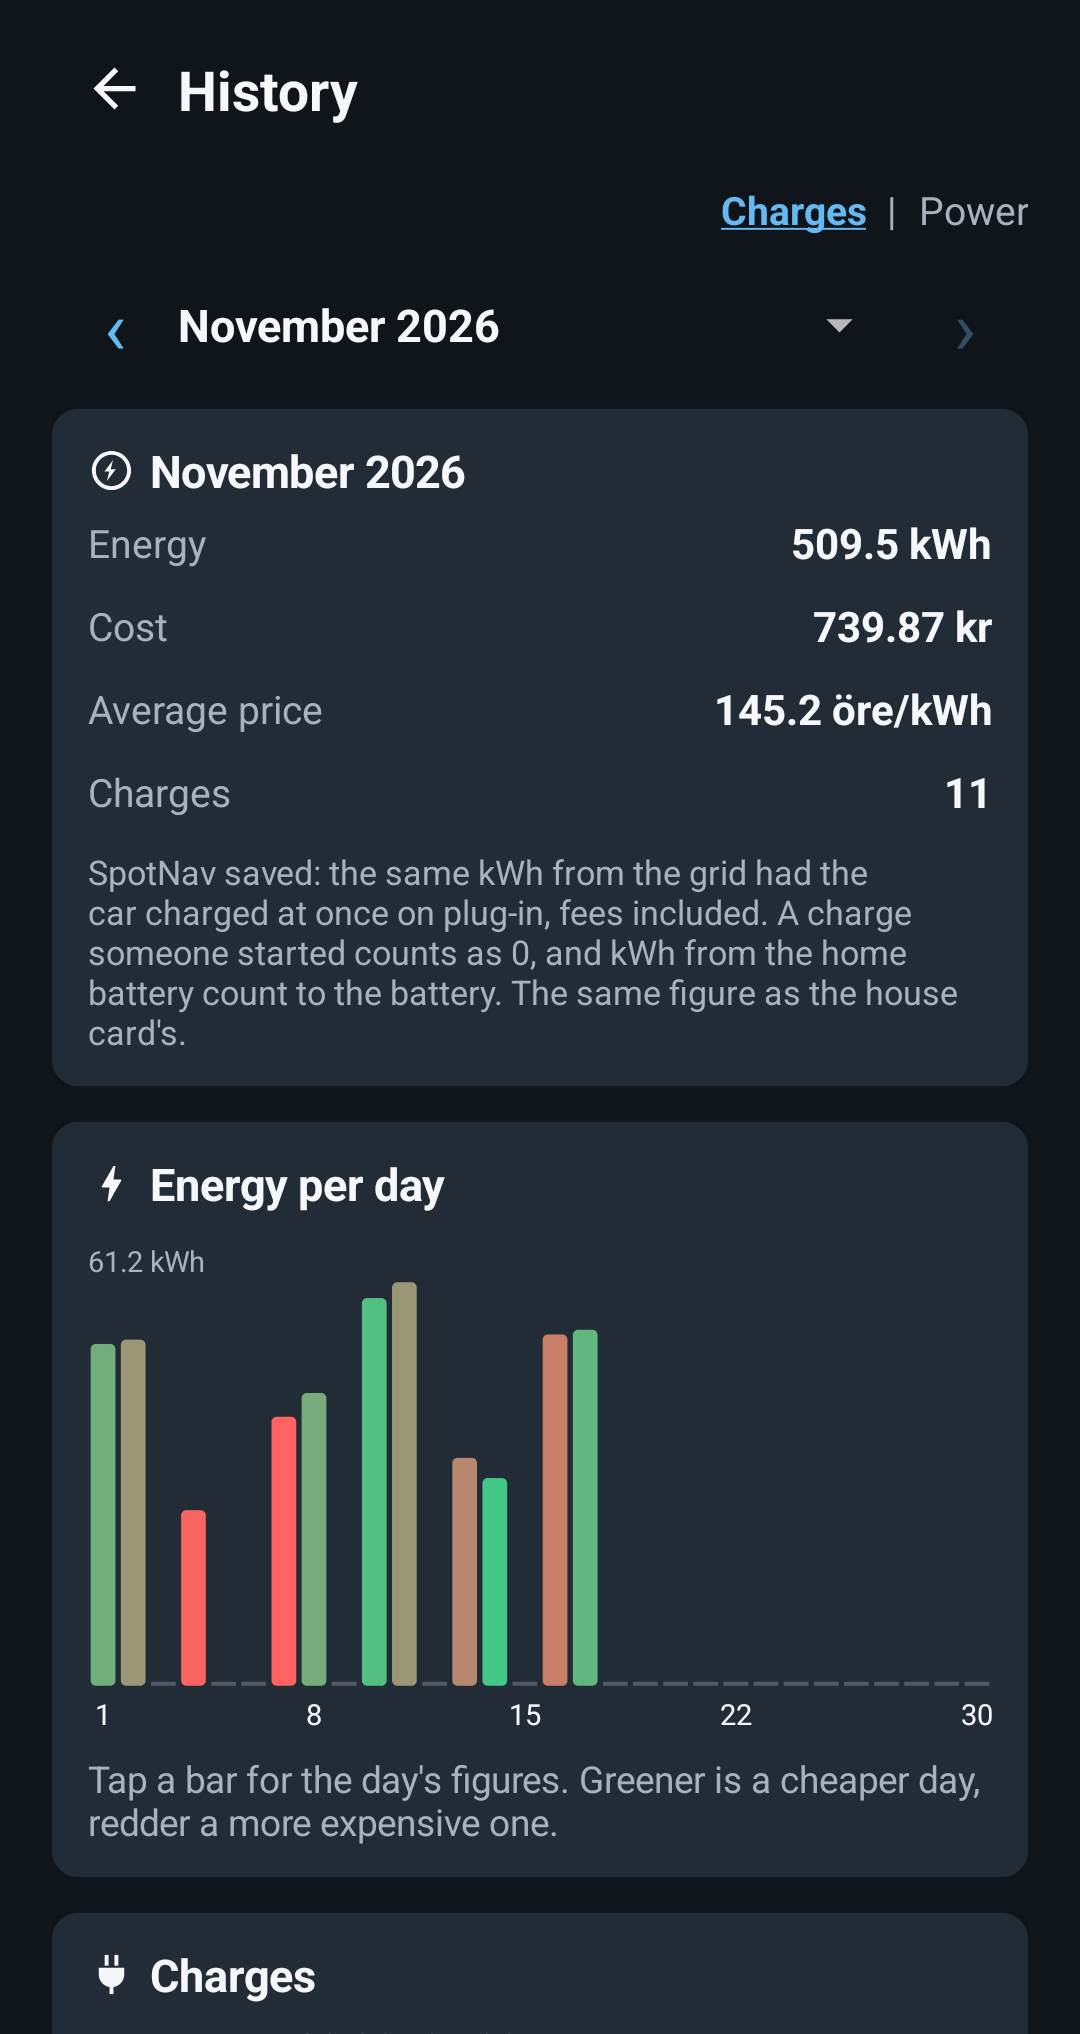 History
Charges | Power
‹ November 2026 ›
November 2026
Energy 509.5 kWh
Cost 739.87 kr
Average price 145.2 öre/kWh
Charges 11
SpotNav saved: the same kWh from the grid had the
car charged at once on plug-in, fees included. A charge
someone started counts as 0, and kWh from the home
battery count to the battery. The same figure as the house
card's.
Energy per day
61.2 kWh
1 8 15 22 30
Tap a bar for the day's figures. Greener is a cheaper day,
redder a more expensive one.
Charges